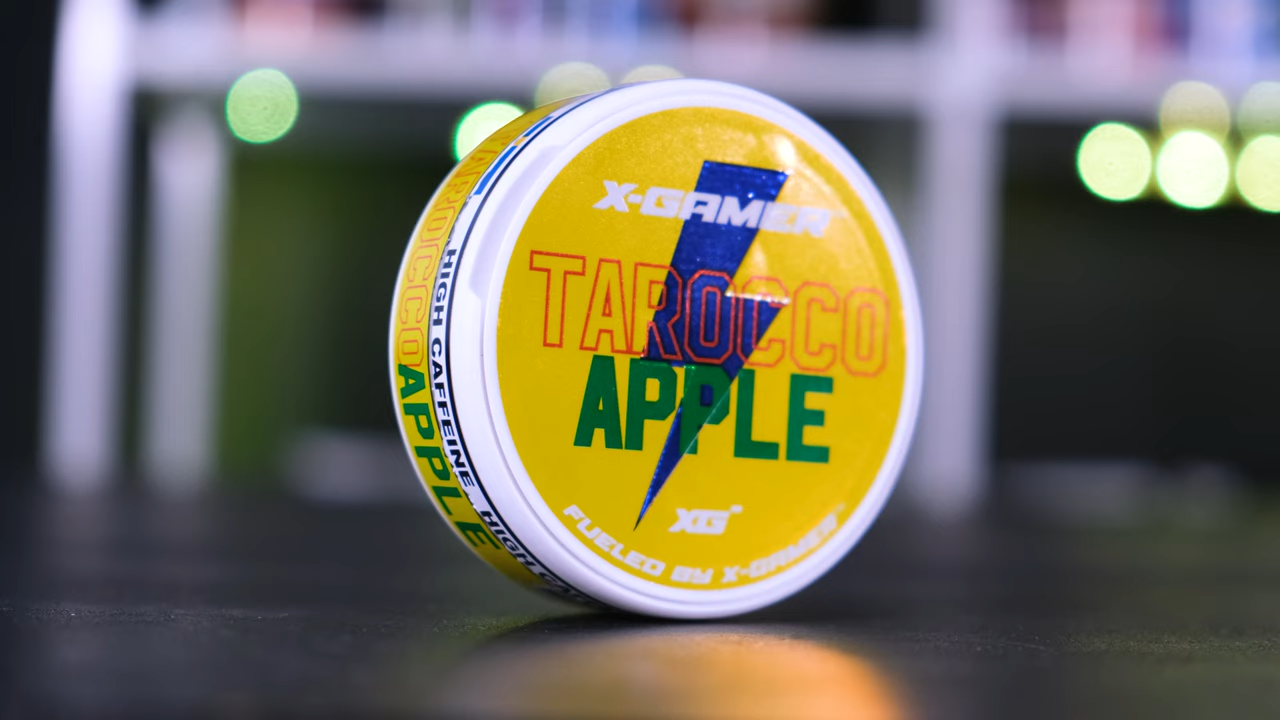 X-GAMER
TAROCCO
APPLE
XG
FUELED BY X-GAMER
TAROCCO APPLE
HIGH CAFFEINE
HIGH